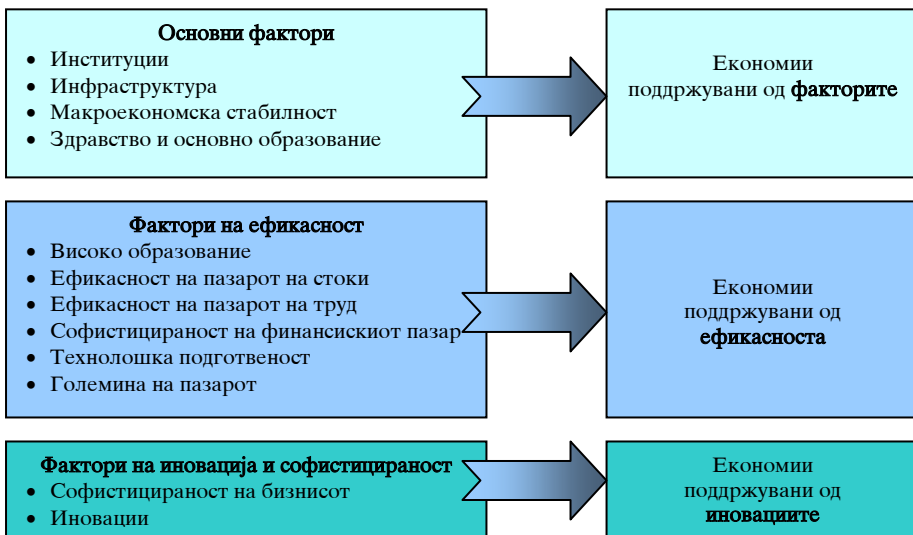 Основни фактори
• Институции
• Инфраструктура
• Макроекономска стабилност
• Здравство и основно образование
Економии
поддржувани од факторите
Фактори на ефикасност
• Високо образование
• Ефикасност на пазарот на стоки
• Ефикасност на пазарот на труд
• Софистицираност на финансискиот пазар
• Технолошка подготвеност
• Големина на пазарот
Економии
поддржувани од
ефикасноста
Фактори на иновација и софистицираност
• Софистицираност на бизнисот
• Иновации
Економии
поддржувани од
иновациите